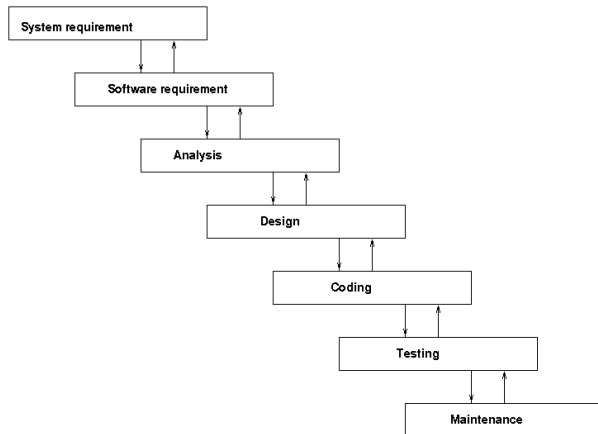 System requirement
Software requirement
Analysis
Design
Coding
Testing
Maintenance